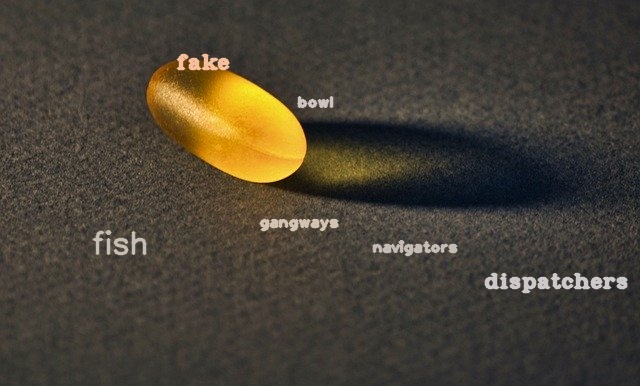 fake
bowl
gangways
fish
navigators
dispatchers